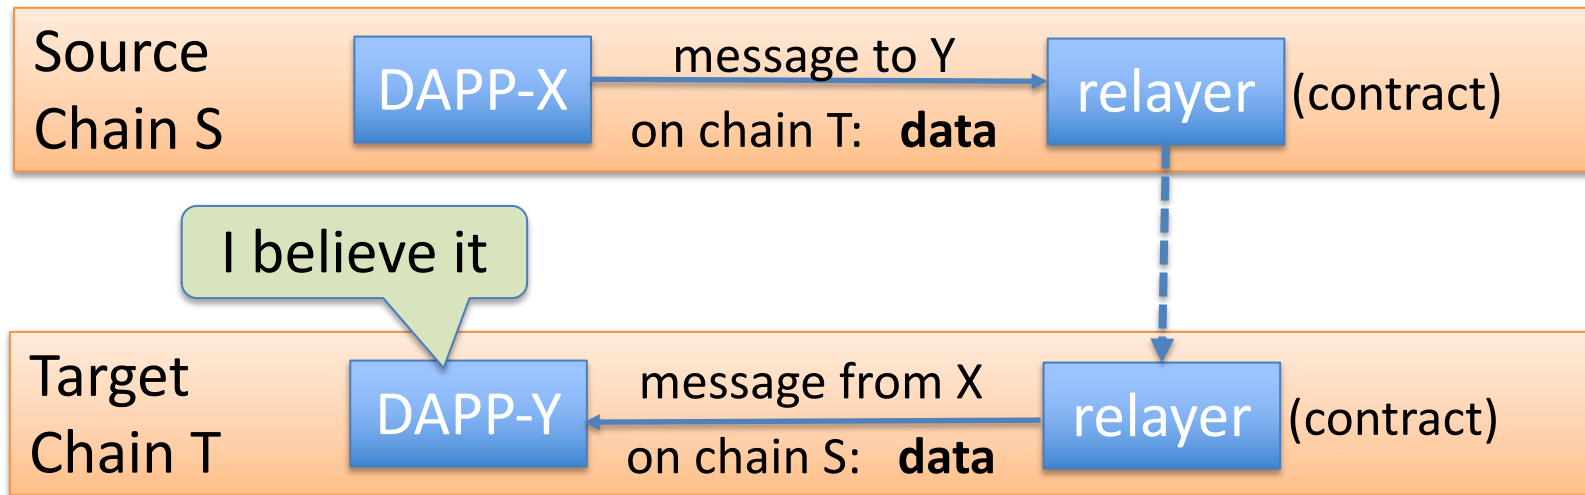 Source
Chain S
DAPP-X
message to Y
on chain T: data
relayer
(contract)
I believe it
Target
Chain T
DAPP-Y
message from X
on chain S: data
relayer
(contract)